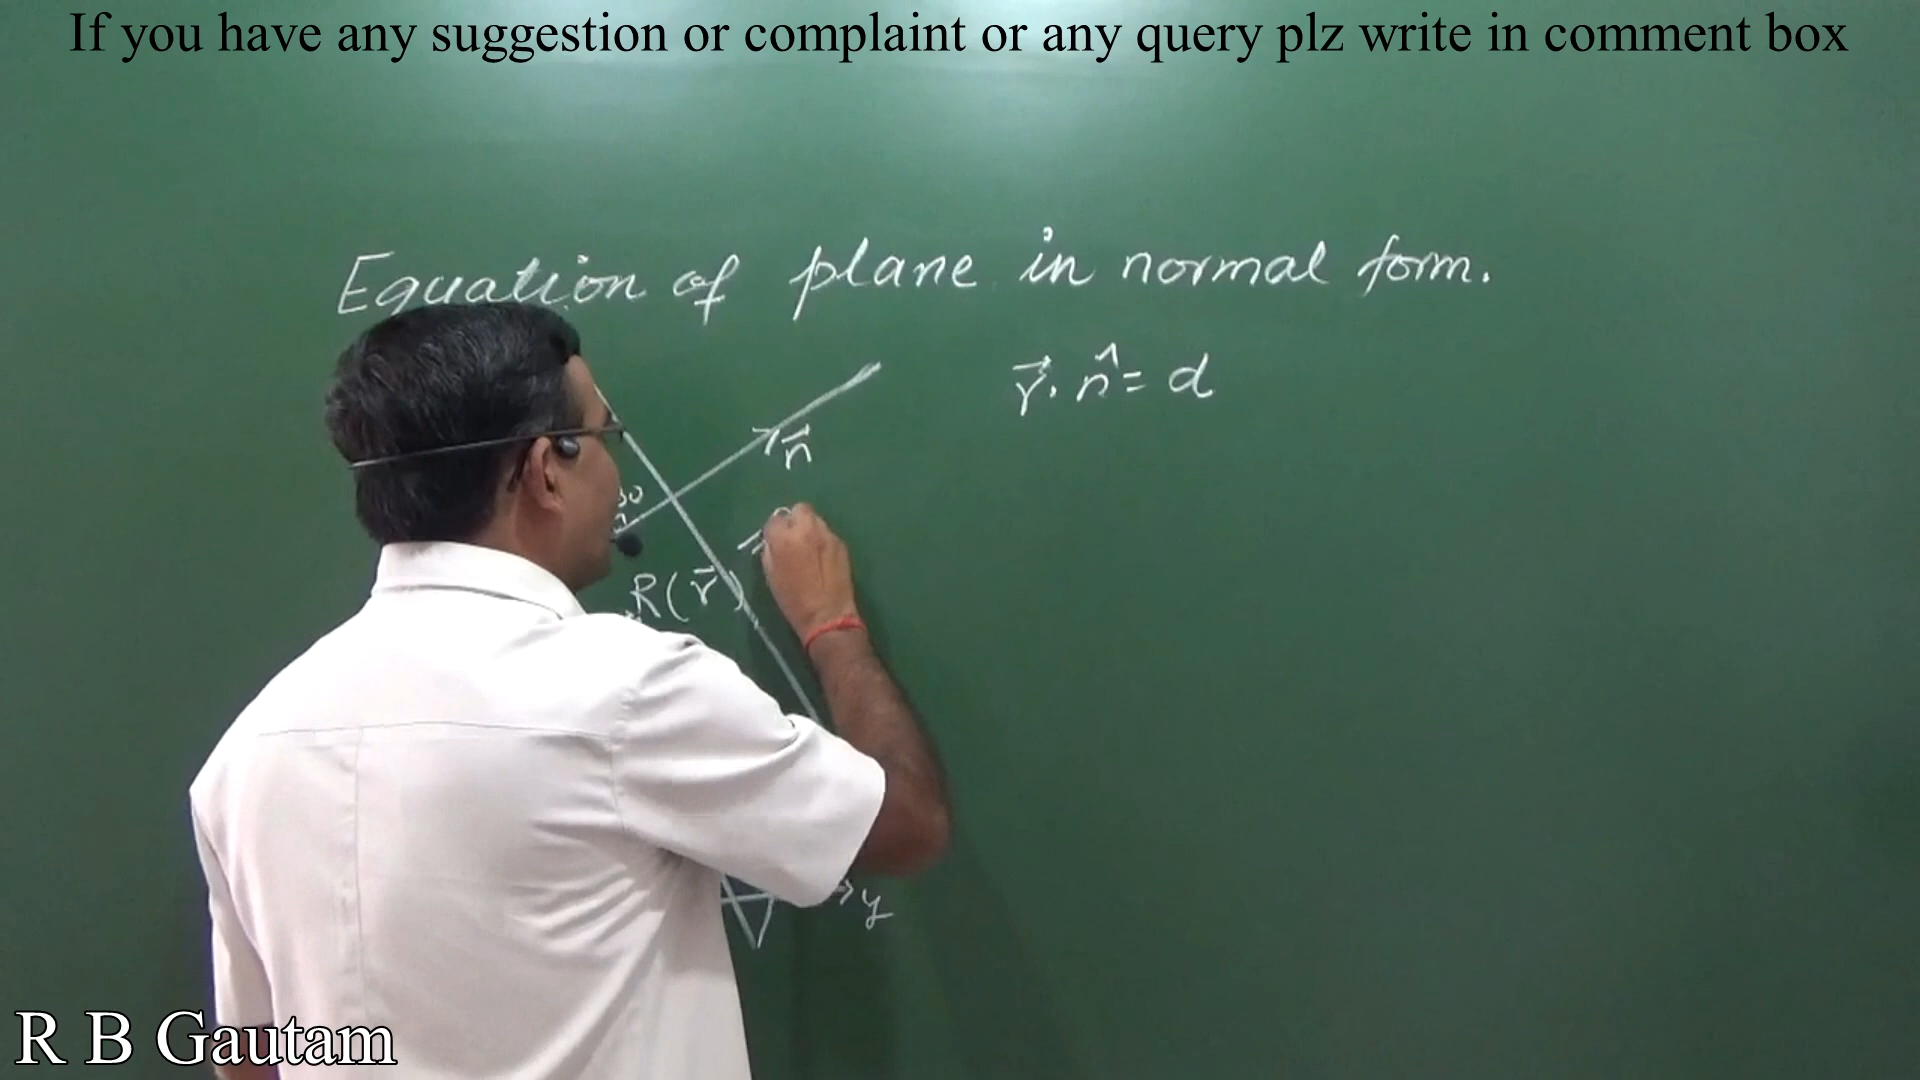 If you have any suggestion or complaint or any query plz write in comment box
Equation of plane in normal form.
r⃗. n̂ = d
n⃗
R(r⃗)
y
R B Gautam